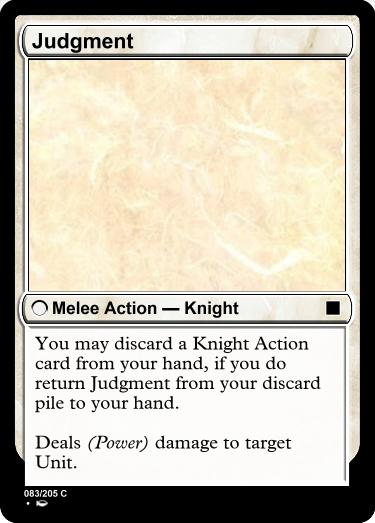 Judgment
Melee Action — Knight
You may discard a Knight Action
card from your hand, if you do
return Judgment from your discard
pile to your hand.
Deals (Power) damage to target
Unit.
083/205 C